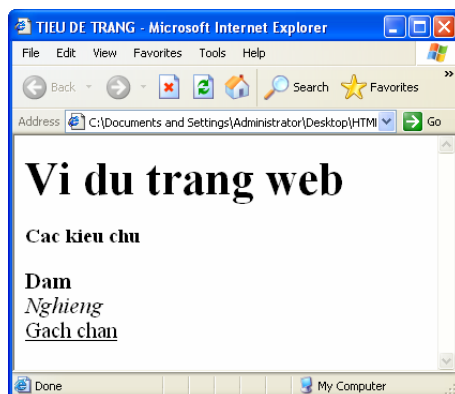 TIEU DE TRANG - Microsoft Internet Explorer
File Edit View Favorites Tools Help
Back Search Favorites »
Address C:\Documents and Settings\Administrator\Desktop\HTMl Go
Vi du trang web
Cac kieu chu
Dam
Nghieng
Gach chan
Done My Computer